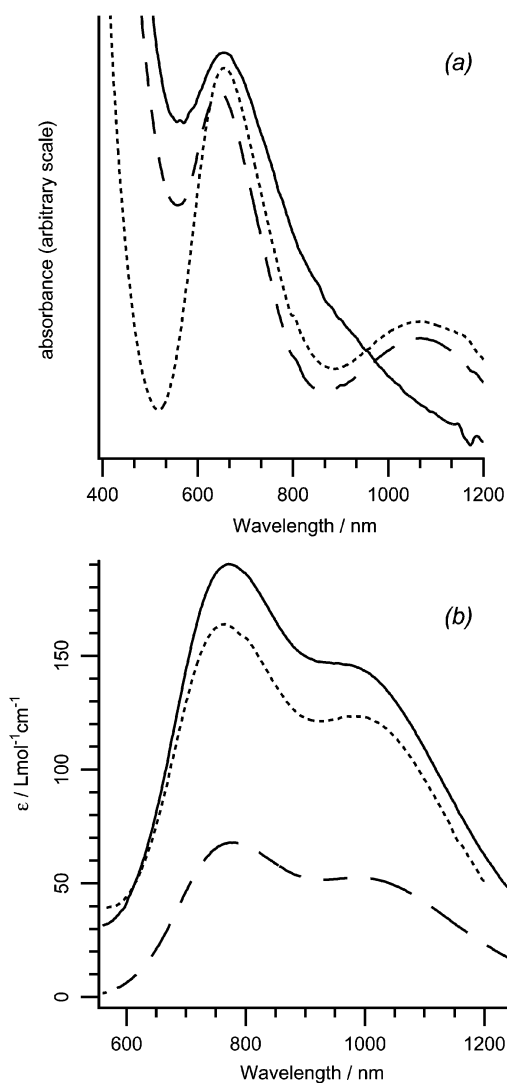 (a)
absorbance (arbitrary scale)
400 600 800 1000 1200
Wavelength / nm
(b)
150
100
50
0
ε / Lmol⁻¹cm⁻¹
600 800 1000 1200
Wavelength / nm